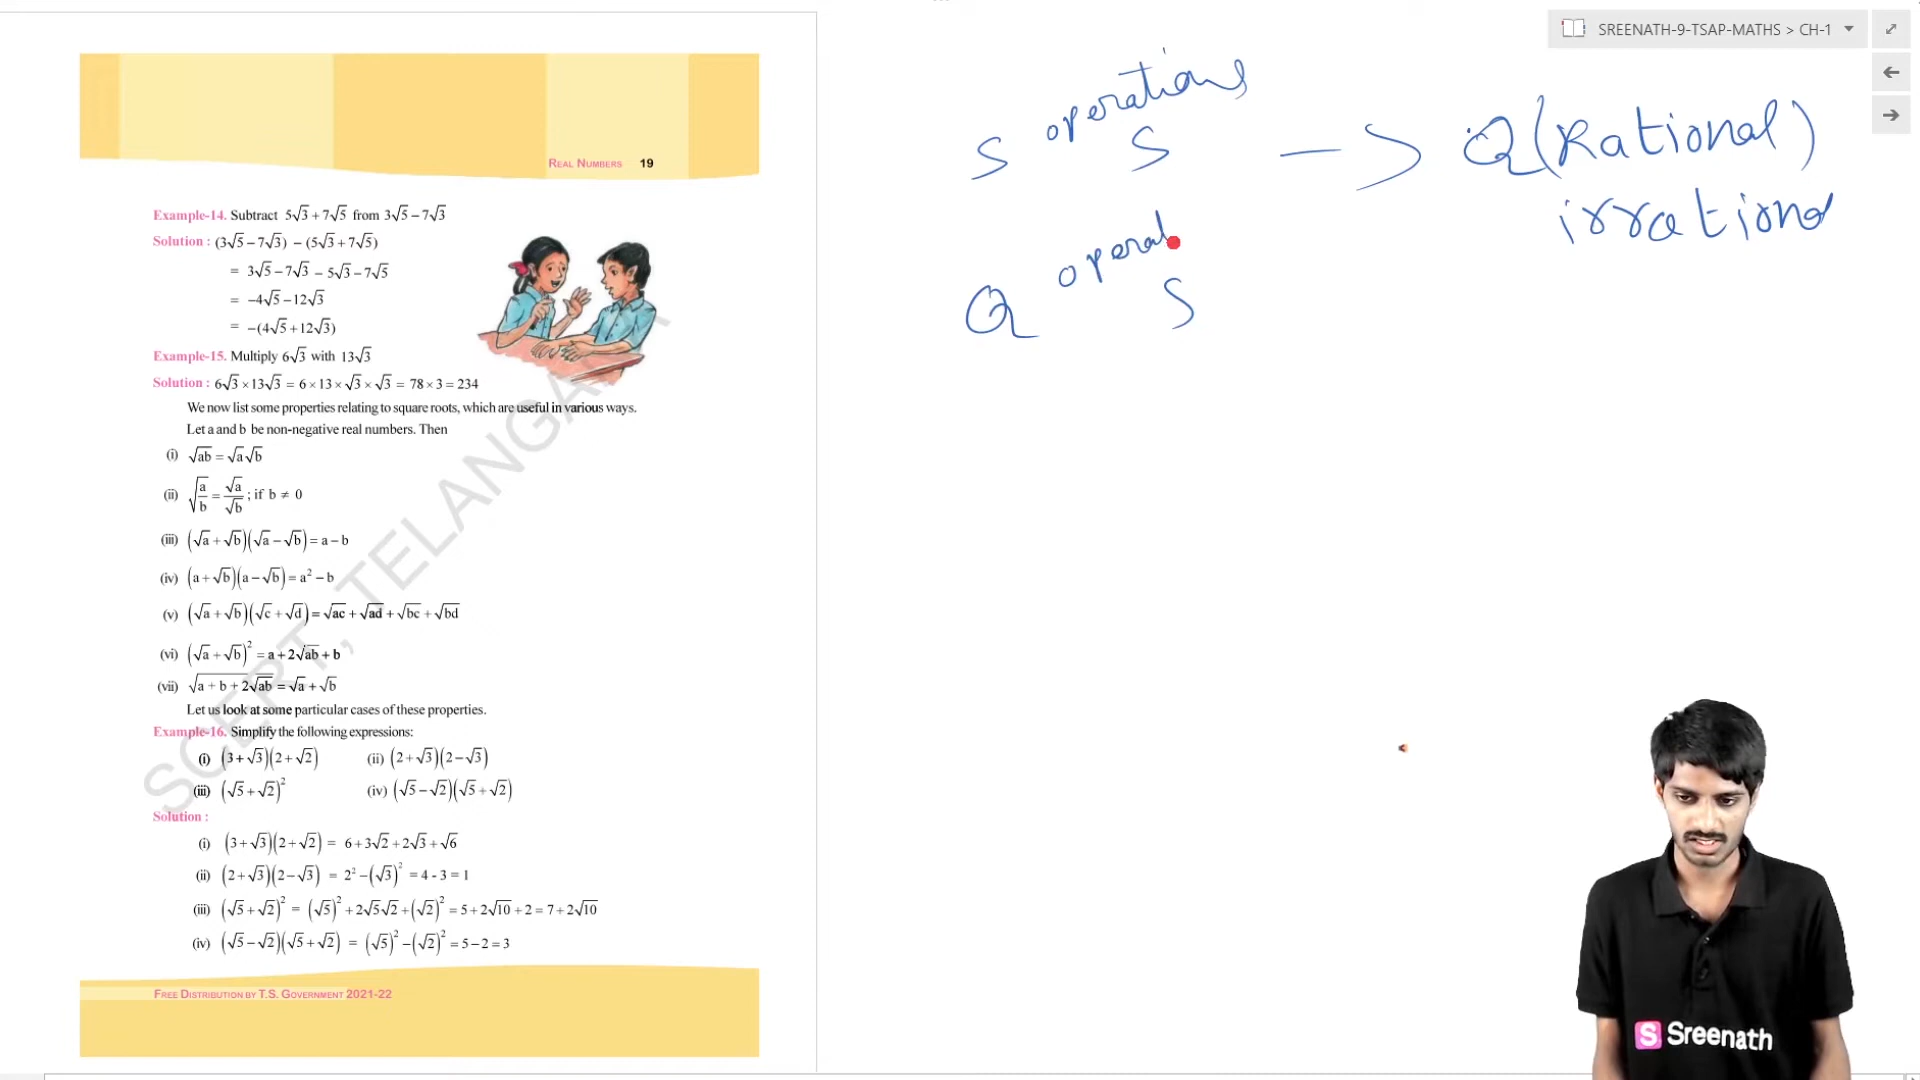 SREENATH-9-TSAP-MATHS > CH-1
REAL NUMBERS 19
Example-14. Subtract 5√3 + 7√5 from 3√5 − 7√3
Solution : (3√5 − 7√3) − (5√3 + 7√5)
= 3√5 − 7√3 − 5√3 − 7√5
= −4√5 − 12√3
= −(4√5 + 12√3)
Example-15. Multiply 6√3 with 13√3
Solution : 6√3 × 13√3 = 6 × 13 × √3 × √3 = 78 × 3 = 234
We now list some properties relating to square roots, which are useful in various ways.
Let a and b be non-negative real numbers. Then
(i) √ab = √a√b
(ii) √(a/b) = √a/√b ; if b ≠ 0
(iii) (√a + √b)(√a − √b) = a − b
(iv) (a + √b)(a − √b) = a² − b
(v) (√a + √b)(√c + √d) = √ac + √ad + √bc + √bd
(vi) (√a + √b)² = a + 2√ab + b
(vii) √(a + b + 2√ab) = √a + √b
Let us look at some particular cases of these properties.
Example-16. Simplify the following expressions:
(i) (3 + √3)(2 + √2) (ii) (2 + √3)(2 − √3)
(iii) (√5 + √2)² (iv) (√5 − √2)(√5 + √2)
Solution :
(i) (3 + √3)(2 + √2) = 6 + 3√2 + 2√3 + √6
(ii) (2 + √3)(2 − √3) = 2² − (√3)² = 4 - 3 = 1
(iii) (√5 + √2)² = (√5)² + 2√5√2 + (√2)² = 5 + 2√10 + 2 = 7 + 2√10
(iv) (√5 − √2)(√5 + √2) = (√5)² − (√2)² = 5 − 2 = 3
FREE DISTRIBUTION BY T.S. GOVERNMENT 2021-22
SCERT, TELANGA
operations
S S → Q (Rational)
irrationa
operat
Q S
S Sreenath